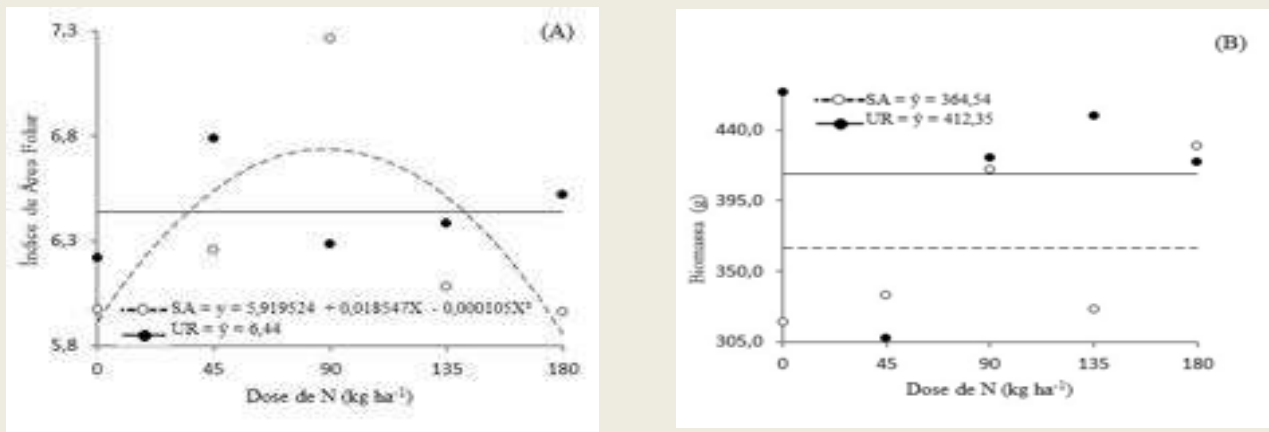 (A)
7,3
6,8
6,3
5,8
Índice de Área Foliar
SA = y = 5,919524 + 0,018547X - 0,000105X²
UR = ŷ = 6,44
0 45 90 135 180
Dose de N (kg ha⁻¹)
(B)
SA = ŷ = 364,54
UR = ŷ = 412,35
440,0
395,0
350,0
305,0
Biomassa (g)
0 45 90 135 180
Dose de N (kg ha⁻¹)